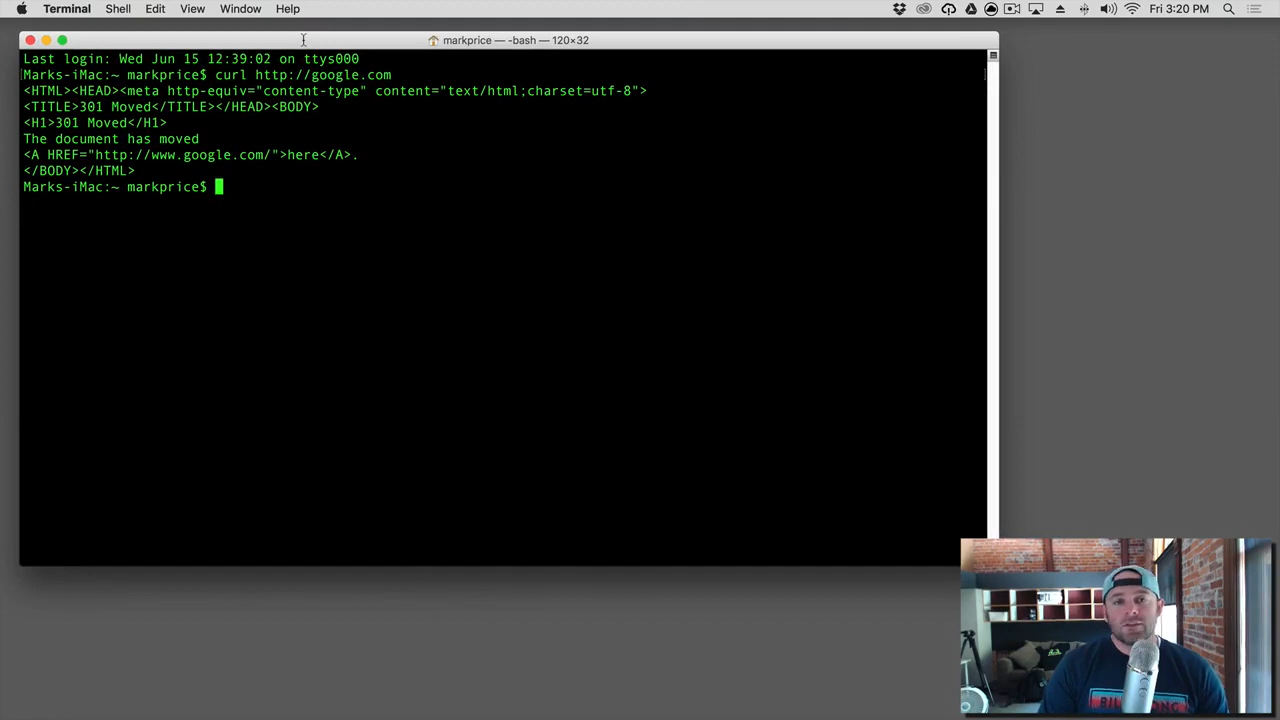 Terminal Shell Edit View Window Help Fri 3:20 PM
markprice — -bash — 120×32
Last login: Wed Jun 15 12:39:02 on ttys000
Marks-iMac:~ markprice$ curl http://google.com
<HTML><HEAD><meta http-equiv="content-type" content="text/html;charset=utf-8">
<TITLE>301 Moved</TITLE></HEAD><BODY>
<H1>301 Moved</H1>
The document has moved
<A HREF="http://www.google.com/">here</A>.
</BODY></HTML>
Marks-iMac:~ markprice$